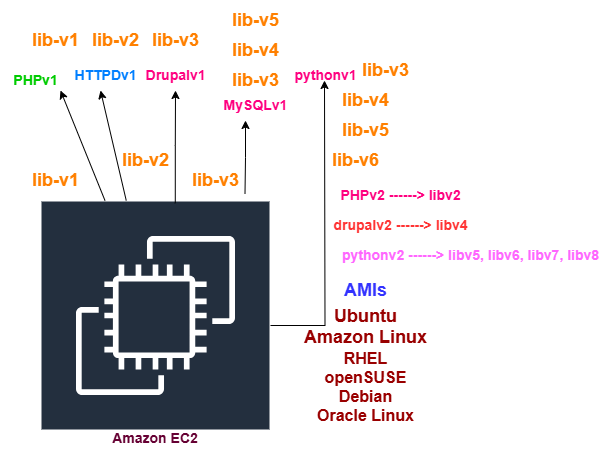 lib-v5
lib-v1 lib-v2 lib-v3
lib-v4
PHPv1 HTTPDv1 Drupalv1
lib-v3
pythonv1 lib-v3
MySQLv1
lib-v4
lib-v5
lib-v1 lib-v2 lib-v3
lib-v6
PHPv2 ------> libv2
drupalv2 ------> libv4
pythonv2 ------> libv5, libv6, libv7, libv8
AMIs
Ubuntu
Amazon Linux
RHEL
openSUSE
Debian
Oracle Linux
Amazon EC2